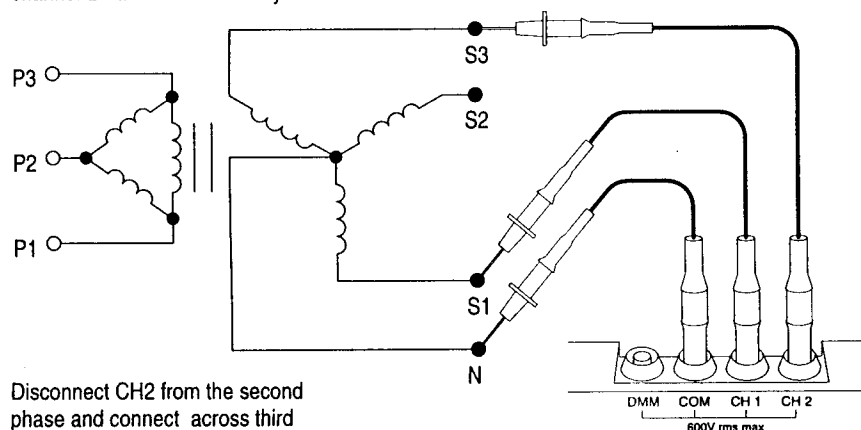 S3
P3
S2
P2
P1
S1
N
Disconnect CH2 from the second
phase and connect across third
DMM COM CH 1 CH 2
600V rms max